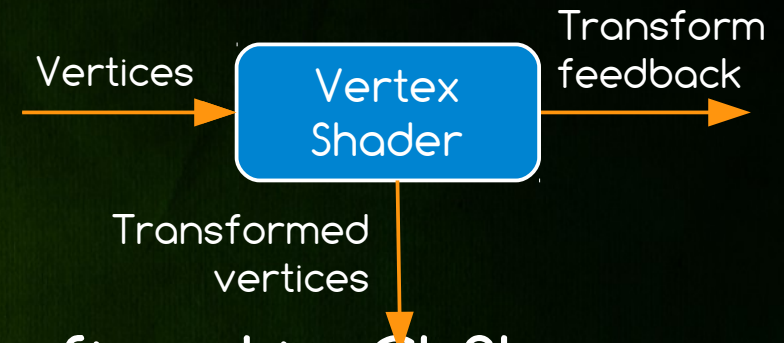 Transform
feedback
Vertices
Vertex
Shader
Transformed
vertices